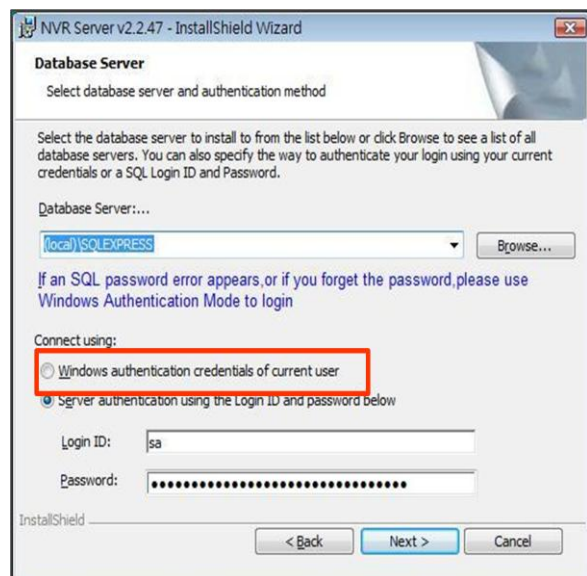 NVR Server v2.2.47 - InstallShield Wizard
Database Server
Select database server and authentication method
Select the database server to install to from the list below or click Browse to see a list of all
database servers. You can also specify the way to authenticate your login using your current
credentials or a SQL Login ID and Password.
Database Server:...
(local)\SQLEXPRESS
Browse...
If an SQL password error appears,or if you forget the password,please use
Windows Authentication Mode to login
Connect using:
Windows authentication credentials of current user
Server authentication using the Login ID and password below
Login ID:
sa
Password:
InstallShield
< Back
Next >
Cancel